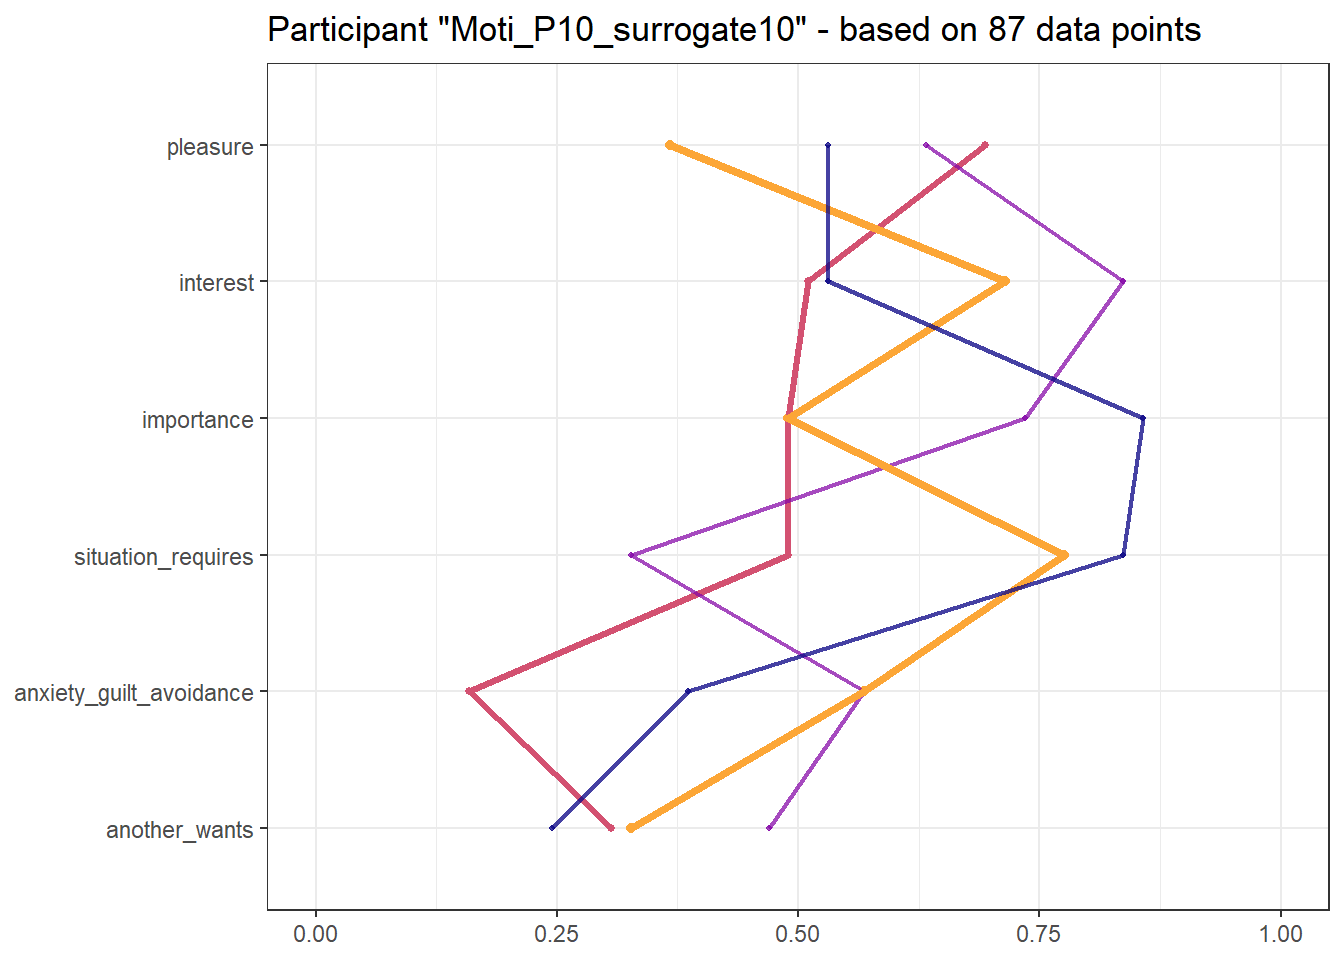 Participant "Moti_P10_surrogate10" - based on 87 data points
pleasure
interest
importance
situation_requires
anxiety_guilt_avoidance
another_wants
0.00 0.25 0.50 0.75 1.00